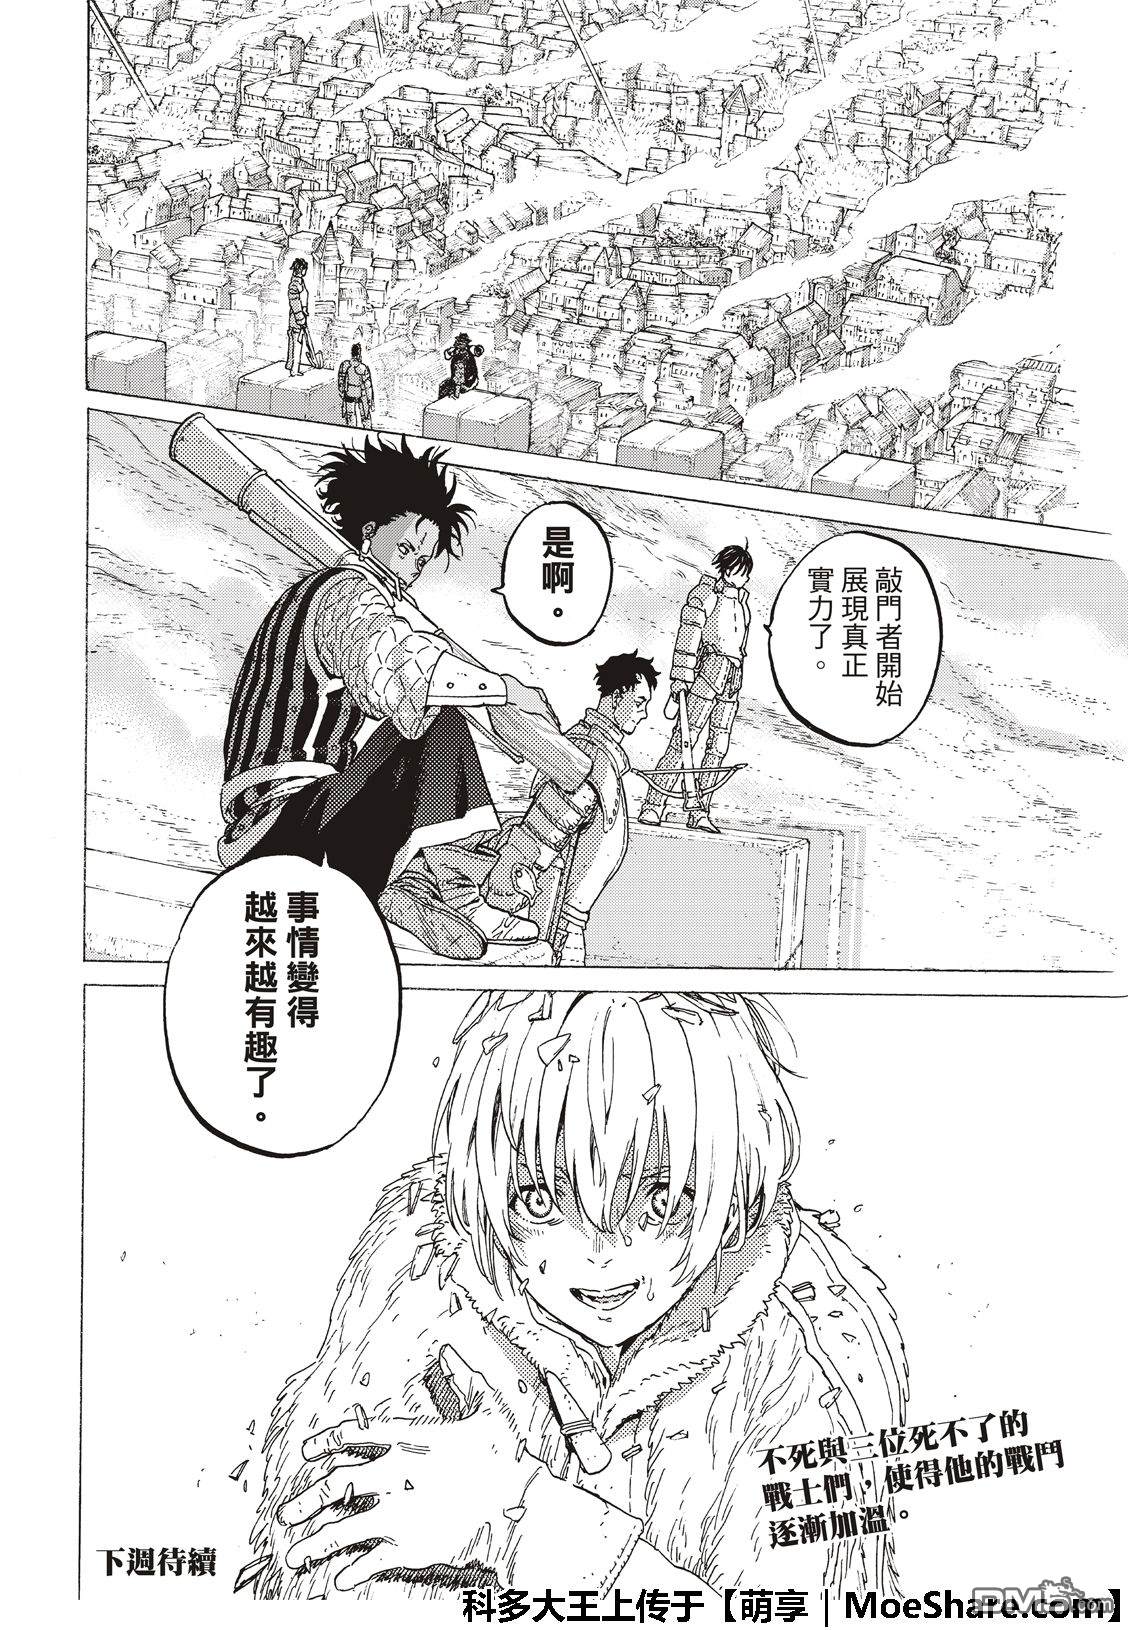 敲門者開始
展現真正
實力了。
是啊。
事情變得
越來越有趣了。
不死與三位死不了的
戰士們，使得他的戰鬥
逐漸加溫。
下週待續
科多大王上传于【萌享｜MoeShare.com】